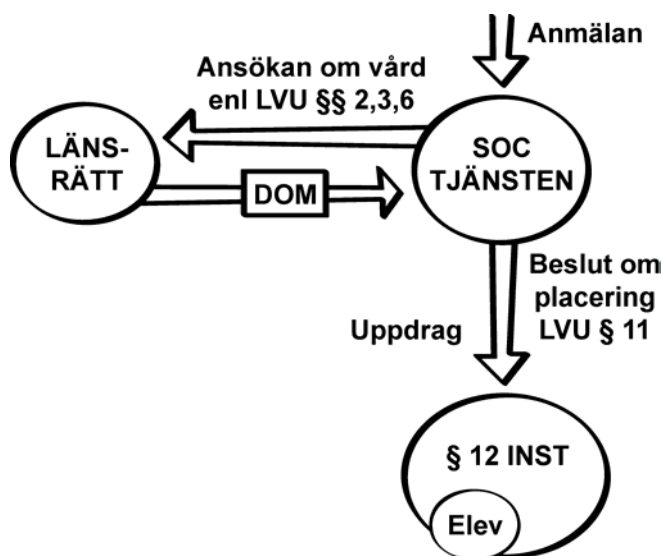 Anmälan
Ansökan om vård
enl LVU §§ 2,3,6
LÄNS-
RÄTT
SOC
TJÄNSTEN
DOM
Beslut om
placering
LVU § 11
Uppdrag
§ 12 INST
Elev